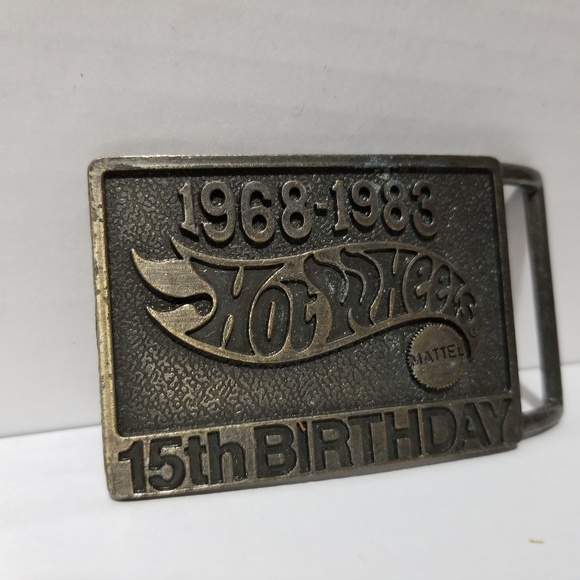 1968-1983
HOT WHEELS
MATTEL
15th BIRTHDAY